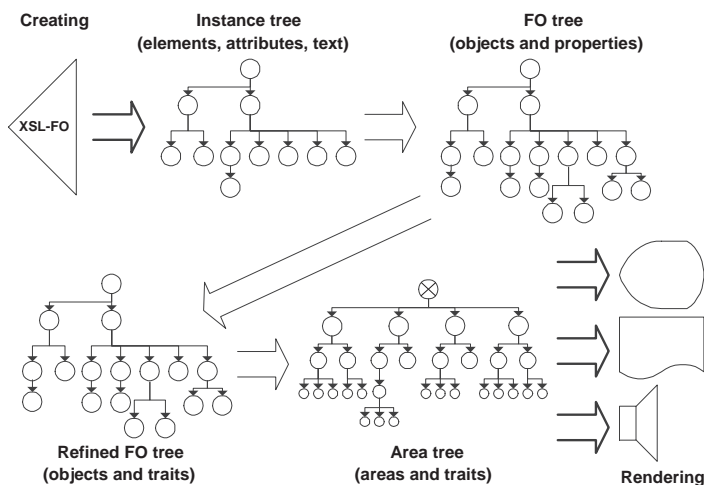 Creating
Instance tree
(elements, attributes, text)
FO tree
(objects and properties)
XSL-FO
Refined FO tree
(objects and traits)
Area tree
(areas and traits)
Rendering